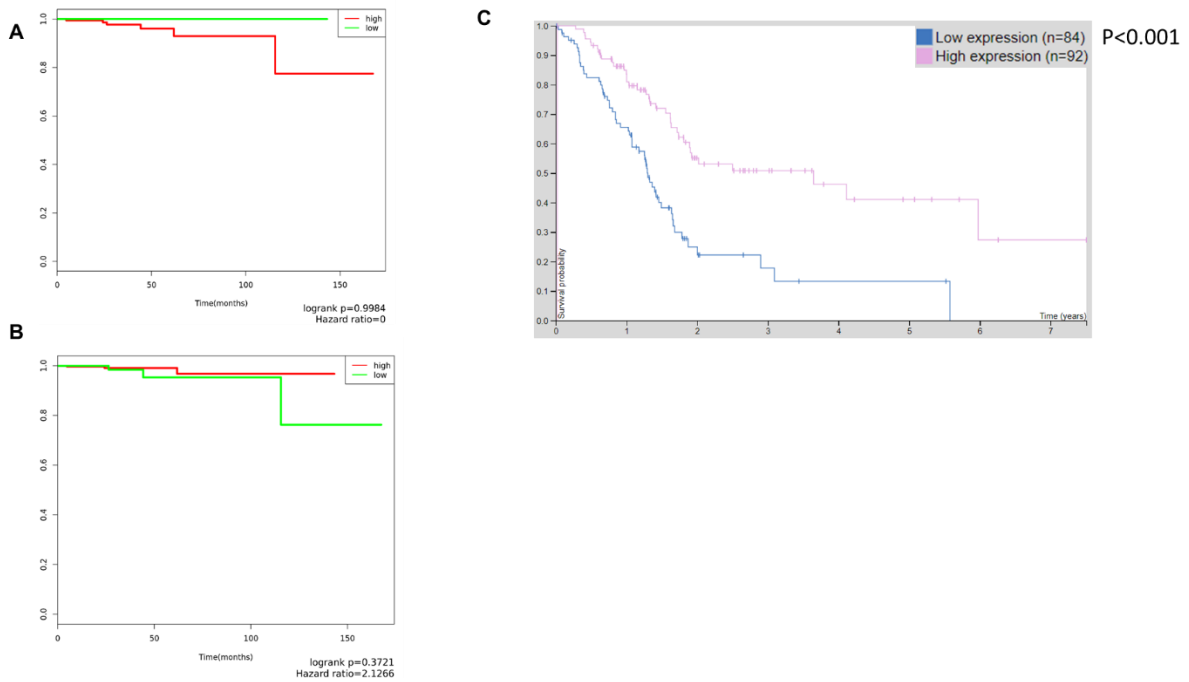 A
1.0
0.8
0.6
0.4
0.2
0.0
high
low
0
50
100
150
Time(months)
logrank p=0.9984
Hazard ratio=0
B
1.0
0.8
0.6
0.4
0.2
0.0
high
low
0
50
100
150
Time(months)
logrank p=0.3721
Hazard ratio=2.1266
C
1.0
0.9
0.8
0.7
0.6
0.5
0.4
0.3
0.2
0.1
0.0
Survival probability
Low expression (n=84)
High expression (n=92)
P<0.001
Time (years)
0
1
2
3
4
5
6
7